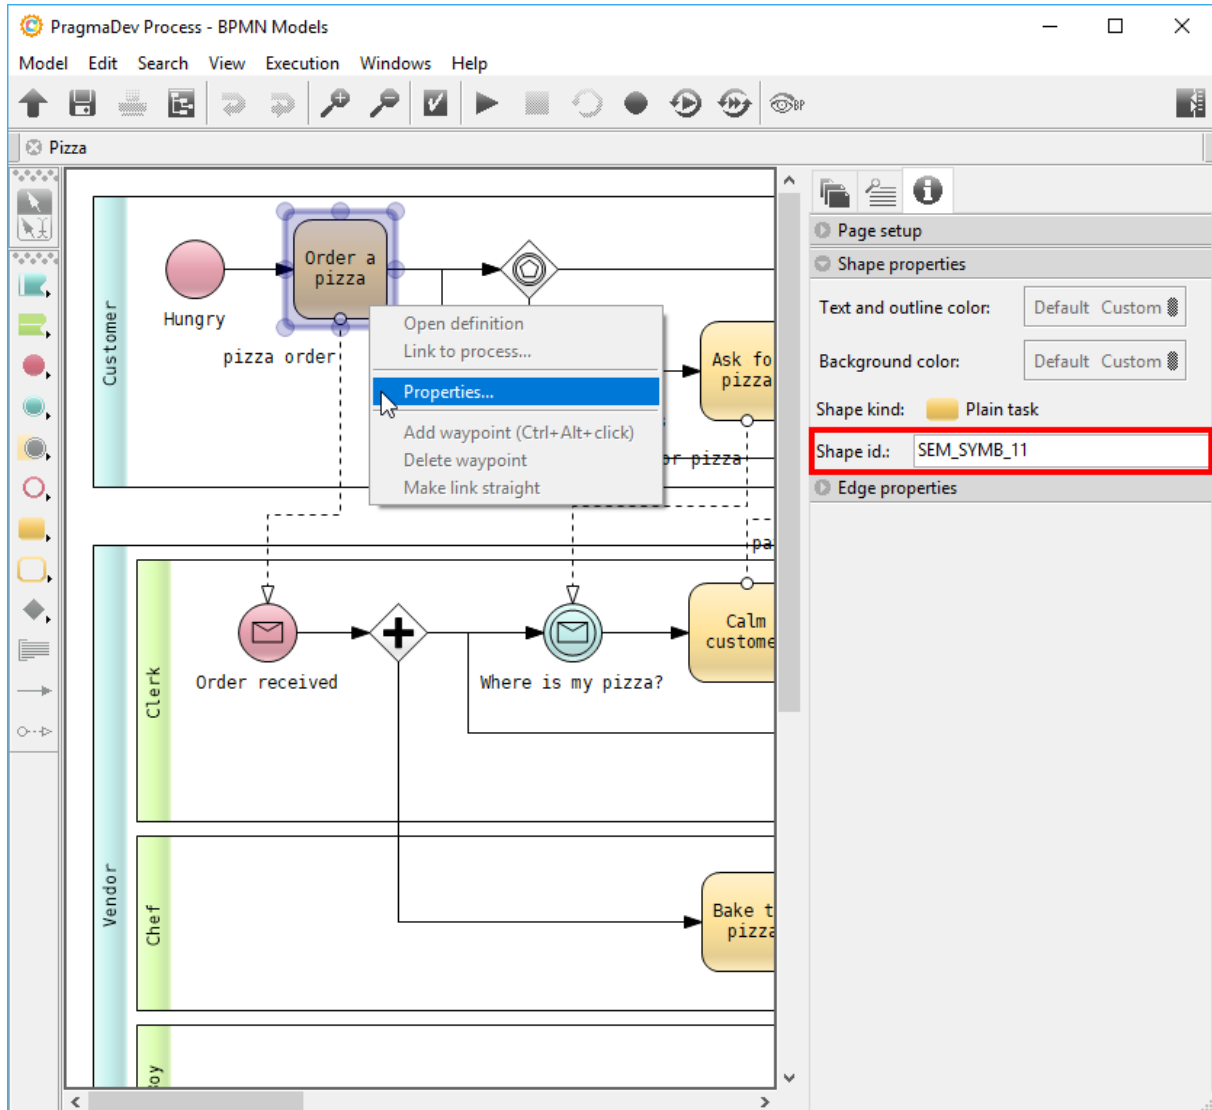 PragmaDev Process - BPMN Models
Model Edit Search View Execution Windows Help
BP
Pizza
Page setup
Shape properties
Text and outline color: Default Custom
Background color: Default Custom
Shape kind: Plain task
Shape id.: SEM_SYMB_11
Edge properties
Customer
Hungry
Order a
pizza
pizza order
Open definition
Link to process...
Properties...
Add waypoint (Ctrl+Alt+click)
Delete waypoint
Make link straight
Ask fo
pizza
or pizza
pa
Vendor
Clerk
Order received
Where is my pizza?
Calm
custome
Chef
Bake t
pizza
oy